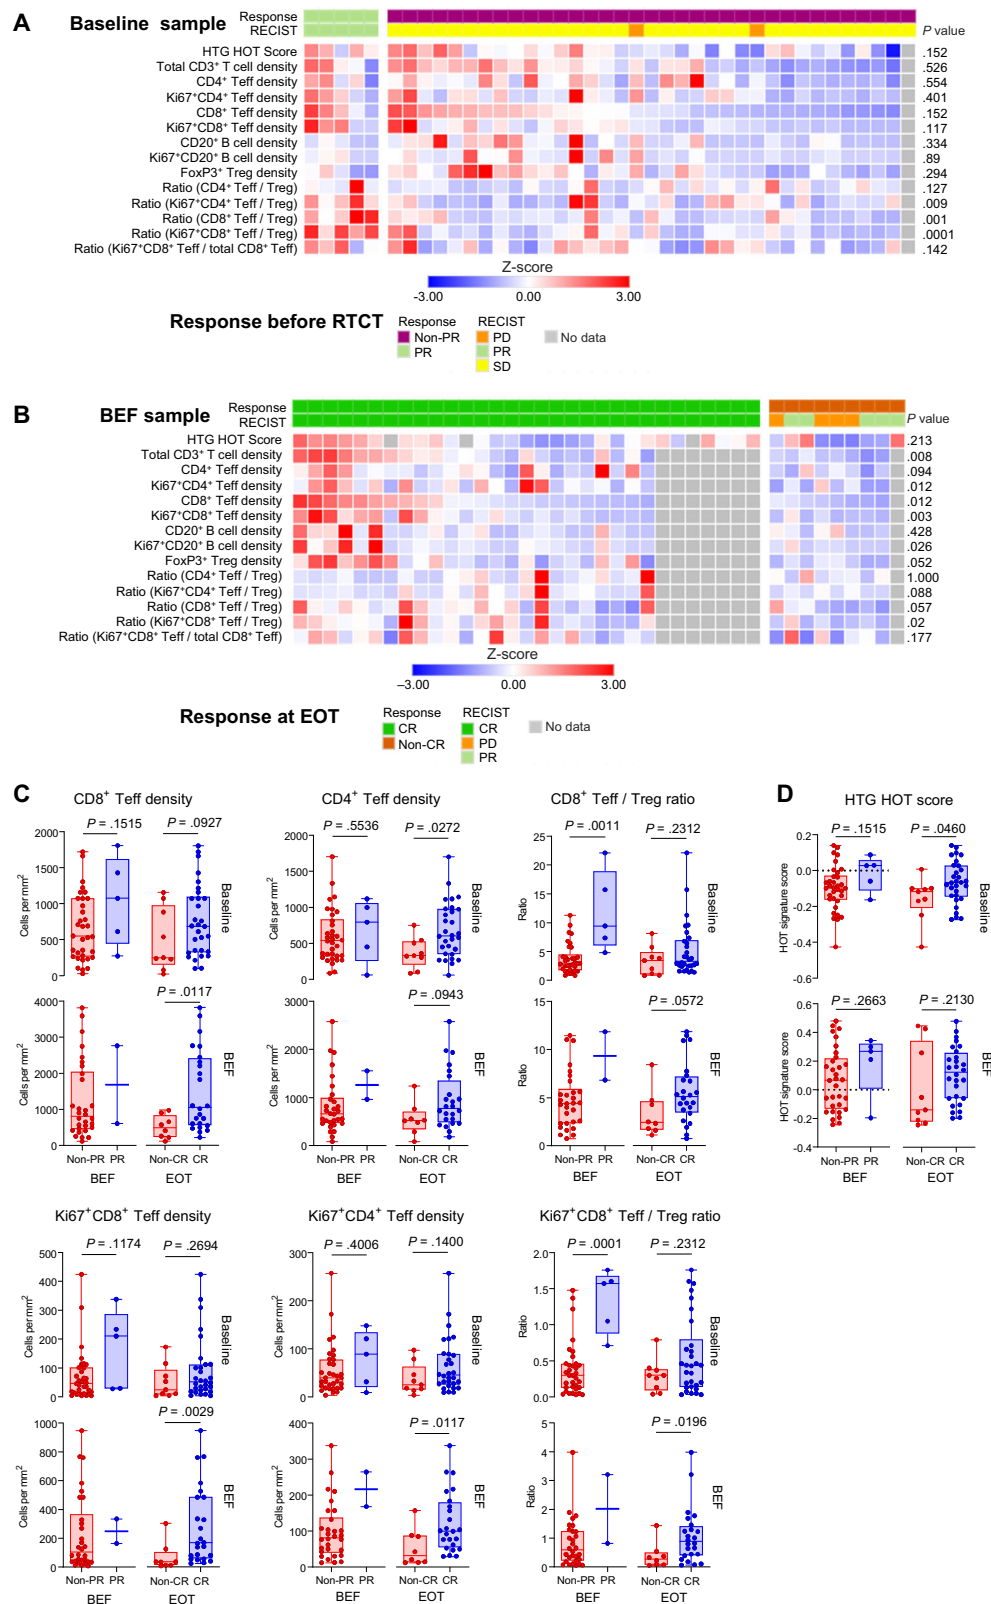 A Baseline sample
Response
RECIST
P value
HTG HOT Score .152
Total CD3+ T cell density .526
CD4+ Teff density .554
Ki67+CD4+ Teff density .401
CD8+ Teff density .152
Ki67+CD8+ Teff density .117
CD20+ B cell density .334
Ki67+CD20+ B cell density .89
FoxP3+ Treg density .294
Ratio (CD4+ Teff / Treg) .127
Ratio (Ki67+CD4+ Teff / Treg) .009
Ratio (CD8+ Teff / Treg) .001
Ratio (Ki67+CD8+ Teff / Treg) .0001
Ratio (Ki67+CD8+ Teff / total CD8+ Teff) .142
Z-score
-3.00 0.00 3.00
Response before RTCT
Response RECIST
Non-PR PD No data
PR PR
SD
B BEF sample
Response
RECIST
P value
HTG HOT Score .213
Total CD3+ T cell density .008
CD4+ Teff density .094
Ki67+CD4+ Teff density .012
CD8+ Teff density .012
Ki67+CD8+ Teff density .003
CD20+ B cell density .428
Ki67+CD20+ B cell density .026
FoxP3+ Treg density .052
Ratio (CD4+ Teff / Treg) 1.000
Ratio (Ki67+CD4+ Teff / Treg) .088
Ratio (CD8+ Teff / Treg) .057
Ratio (Ki67+CD8+ Teff / Treg) .02
Ratio (Ki67+CD8+ Teff / total CD8+ Teff) .177
Z-score
–3.00 0.00 3.00
Response at EOT
Response RECIST
CR CR No data
Non-CR PD
PR
C
CD8+ Teff density
P = .1515 P = .0927
2000
1500
1000
500
0
Cells per mm2
Baseline
P = .0117
4000
3000
2000
1000
0
Cells per mm2
BEF
Non-PR PR Non-CR CR
BEF EOT
CD4+ Teff density
P = .5536 P = .0272
2000
1500
1000
500
0
Cells per mm2
Baseline
P = .0943
3000
2000
1000
0
Cells per mm2
BEF
Non-PR PR Non-CR CR
BEF EOT
CD8+ Teff / Treg ratio
P = .0011 P = .2312
25
20
15
10
5
0
Ratio
Baseline
P = .0572
15
10
5
0
Ratio
BEF
Non-PR PR Non-CR CR
BEF EOT
D
HTG HOT score
P = .1515 P = .0460
0.2
0.0
-0.2
-0.4
-0.6
HOT signature score
Baseline
P = .2663 P = .2130
0.6
0.4
0.2
0.0
-0.2
-0.4
HOT signature score
BEF
Non-PR PR Non-CR CR
BEF EOT
Ki67+CD8+ Teff density
P = .1174 P = .2694
500
400
300
200
100
0
Cells per mm2
Baseline
P = .0029
1000
800
600
400
200
0
Cells per mm2
BEF
Non-PR PR Non-CR CR
BEF EOT
Ki67+CD4+ Teff density
P = .4006 P = .1400
300
200
100
0
Cells per mm2
Baseline
P = .0117
400
300
200
100
0
Cells per mm2
BEF
Non-PR PR Non-CR CR
BEF EOT
Ki67+CD8+ Teff / Treg ratio
P = .0001 P = .2312
2.0
1.5
1.0
0.5
0.0
Ratio
Baseline
P = .0196
5
4
3
2
1
0
Ratio
BEF
Non-PR PR Non-CR CR
BEF EOT